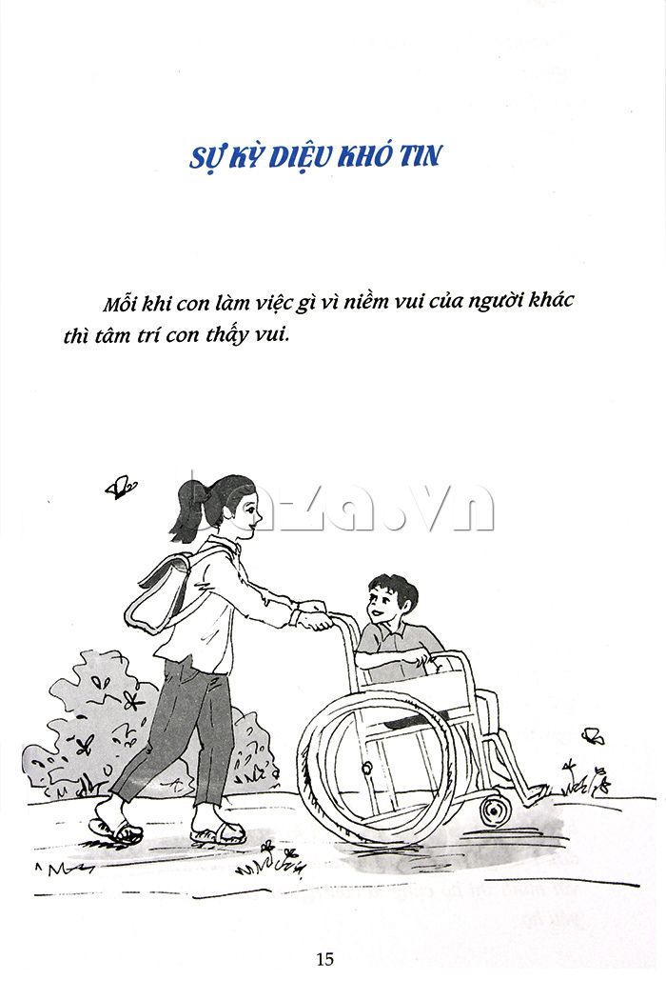 SỰ KỲ DIỆU KHÓ TIN
Mỗi khi con làm việc gì vì niềm vui của người khác
thì tâm trí con thấy vui.
baza.vn
15